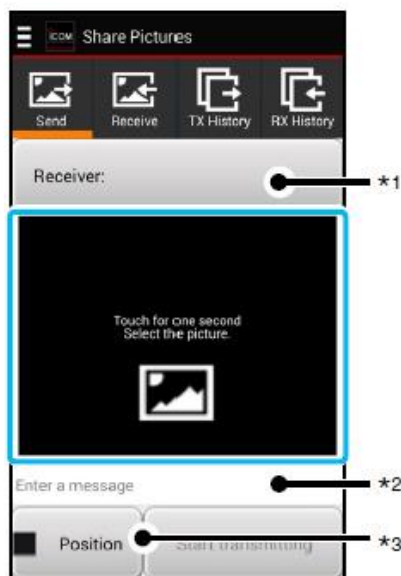 ICOM Share Pictures
Send Receive TX History RX History
Receiver:
*1
Touch for one second
Select the picture.
Enter a message
*2
Position Start transmitting
*3